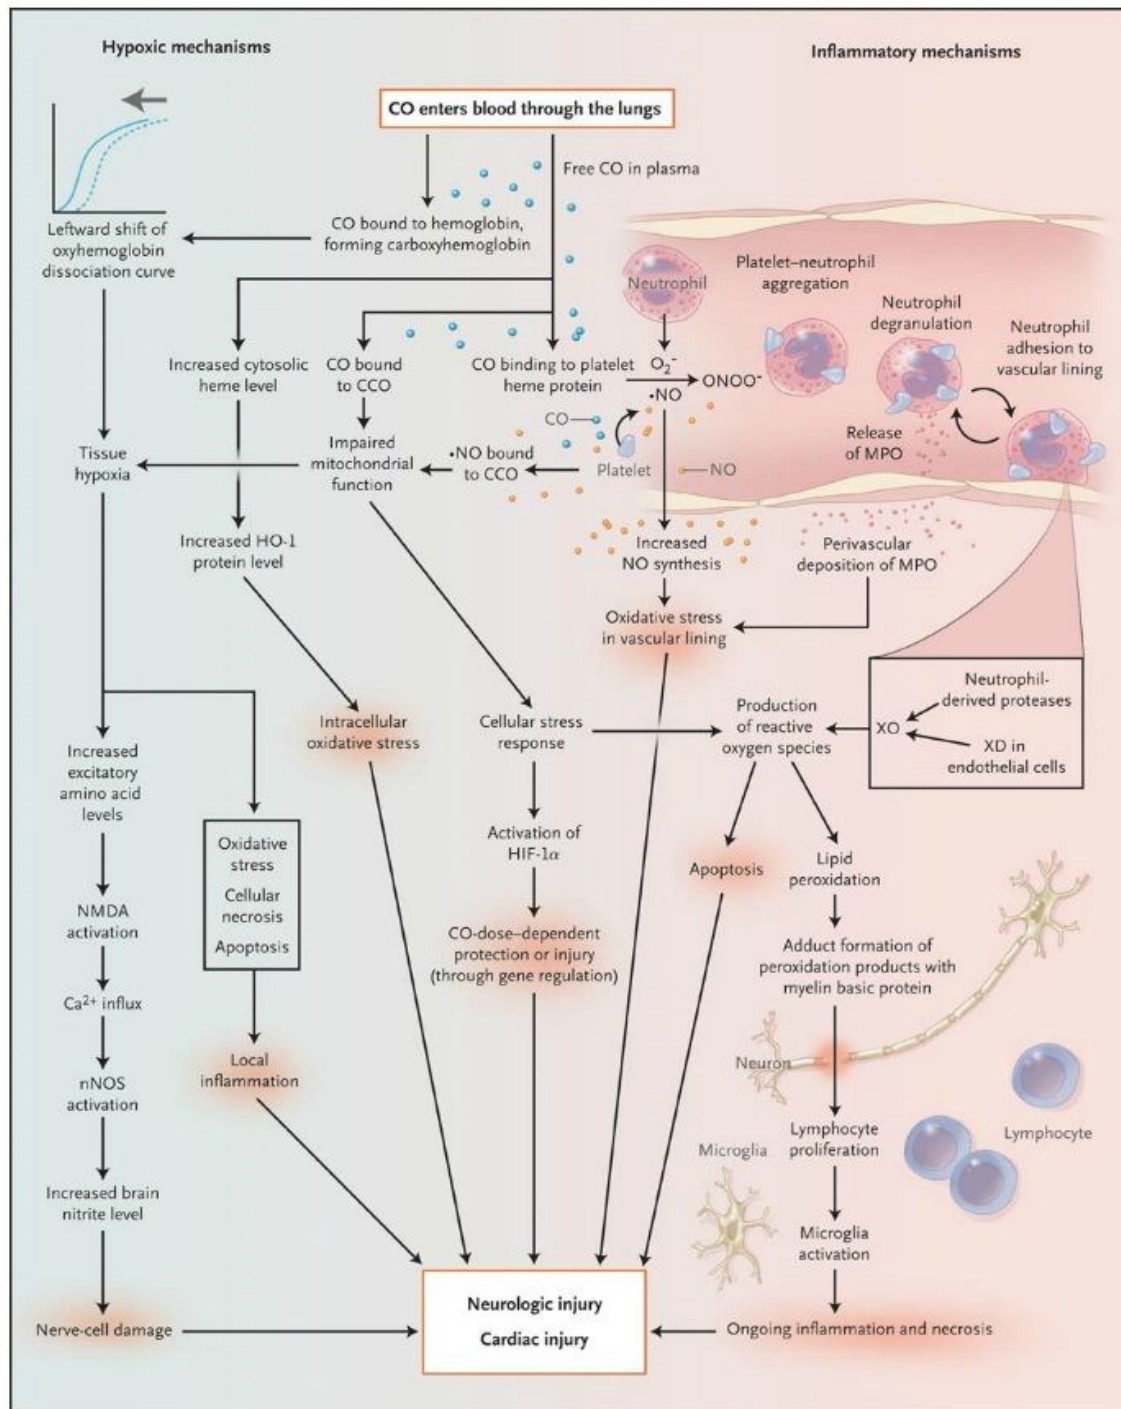 Hypoxic mechanisms
Inflammatory mechanisms
CO enters blood through the lungs
Free CO in plasma
CO bound to hemoglobin,
forming carboxyhemoglobin
Leftward shift of
oxyhemoglobin
dissociation curve
Neutrophil
Platelet–neutrophil
aggregation
Neutrophil
degranulation
Neutrophil
adhesion to
vascular lining
Increased cytosolic
heme level
CO bound
to CCO
CO binding to platelet
heme protein
O₂⁻
•NO
ONOO⁻
CO
Platelet
NO
Release
of MPO
Tissue
hypoxia
Impaired
mitochondrial
function
•NO bound
to CCO
Increased HO-1
protein level
Increased
NO synthesis
Perivascular
deposition of MPO
Oxidative stress
in vascular lining
Neutrophil-
derived proteases
XO
XD in
endothelial cells
Intracellular
oxidative stress
Cellular stress
response
Production
of reactive
oxygen species
Increased
excitatory
amino acid
levels
Oxidative
stress
Cellular
necrosis
Apoptosis
Activation of
HIF-1α
Apoptosis
Lipid
peroxidation
NMDA
activation
CO-dose–dependent
protection or injury
(through gene regulation)
Adduct formation of
peroxidation products with
myelin basic protein
Ca²⁺ influx
Local
inflammation
Neuron
nNOS
activation
Lymphocyte
proliferation
Lymphocyte
Microglia
Increased brain
nitrite level
Microglia
activation
Nerve-cell damage
Neurologic injury
Cardiac injury
Ongoing inflammation and necrosis